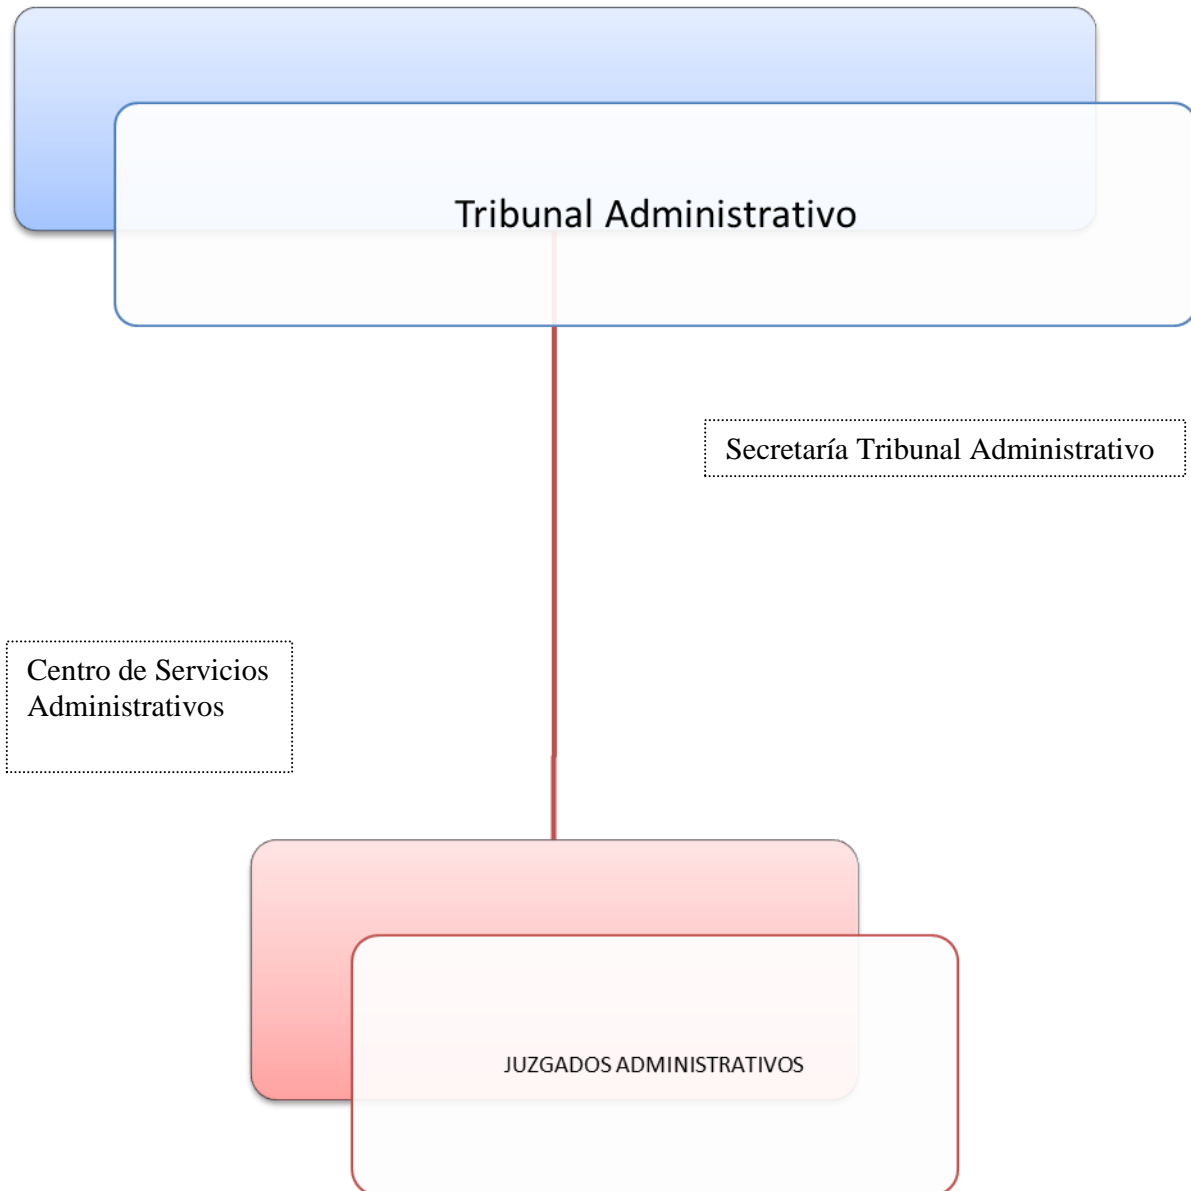 Tribunal Administrativo
Secretaría Tribunal Administrativo
Centro de Servicios
Administrativos
JUZGADOS ADMINISTRATIVOS